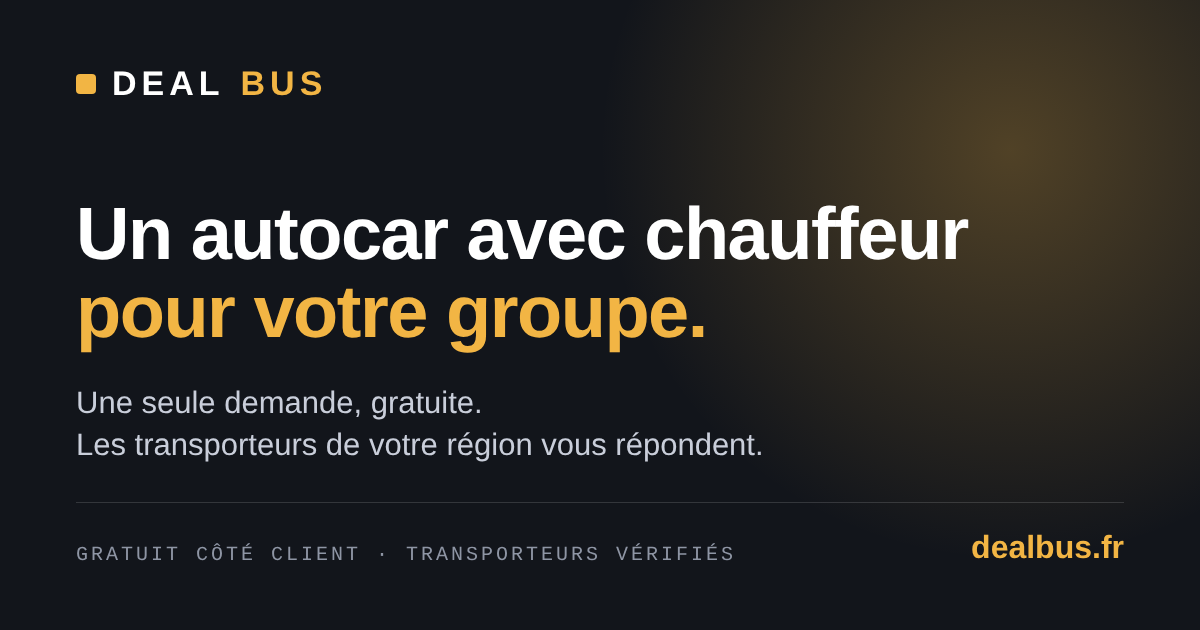 DEAL BUS
Un autocar avec chauffeur
pour votre groupe.
Une seule demande, gratuite.
Les transporteurs de votre région vous répondent.
GRATUIT CÔTÉ CLIENT · TRANSPORTEURS VÉRIFIÉS
dealbus.fr